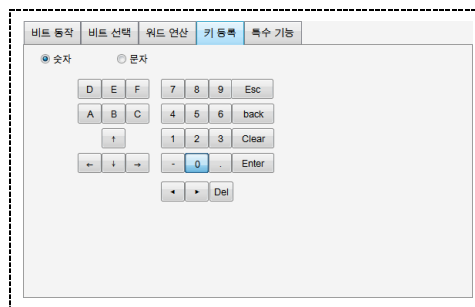 비트 동작 비트 선택 워드 연산 키 등록 특수 기능
숫자 문자
D E F 7 8 9 Esc
A B C 4 5 6 back
↑ 1 2 3 Clear
← ↓ → - 0 . Enter
◄ ► Del